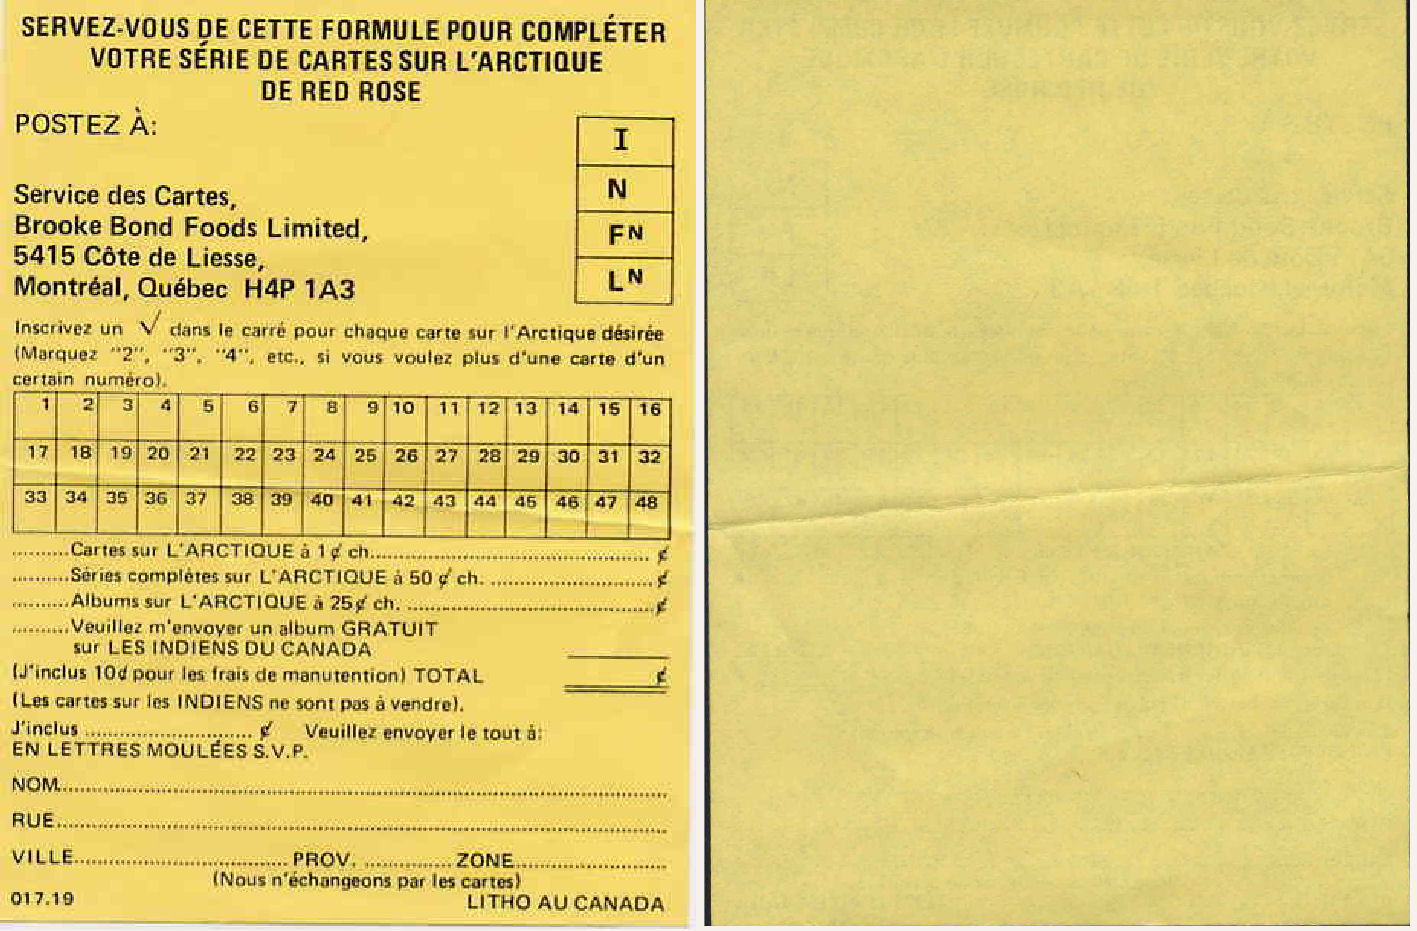 SERVEZ-VOUS DE CETTE FORMULE POUR COMPLÉTER
VOTRE SÉRIE DE CARTES SUR L'ARCTIQUE
DE RED ROSE
POSTEZ À:
I
N
FN
LN
Service des Cartes,
Brooke Bond Foods Limited,
5415 Côte de Liesse,
Montréal, Québec H4P 1A3
Inscrivez un √ dans le carré pour chaque carte sur l'Arctique désirée
(Marquez "2", "3", "4", etc., si vous voulez plus d'une carte d'un
certain numéro).
1 2 3 4 5 6 7 8 9 10 11 12 13 14 15 16
17 18 19 20 21 22 23 24 25 26 27 28 29 30 31 32
33 34 35 36 37 38 39 40 41 42 43 44 45 46 47 48
..........Cartes sur L'ARCTIQUE à 1¢ ch.................................................. ¢
..........Séries complètes sur L'ARCTIQUE à 50 ¢ ch. .............................¢
..........Albums sur L'ARCTIQUE à 25¢ ch. .............................................¢
..........Veuillez m'envoyer un album GRATUIT
sur LES INDIENS DU CANADA
(J'inclus 10¢ pour les frais de manutention) TOTAL ¢
(Les cartes sur les INDIENS ne sont pas à vendre).
J'inclus ............................. ¢ Veuillez envoyer le tout à:
EN LETTRES MOULÉES S.V.P.
NOM..........................................................................................
RUE..........................................................................................
VILLE..................................... PROV. ............... ZONE..........................
(Nous n'échangeons par les cartes)
017.19 LITHO AU CANADA